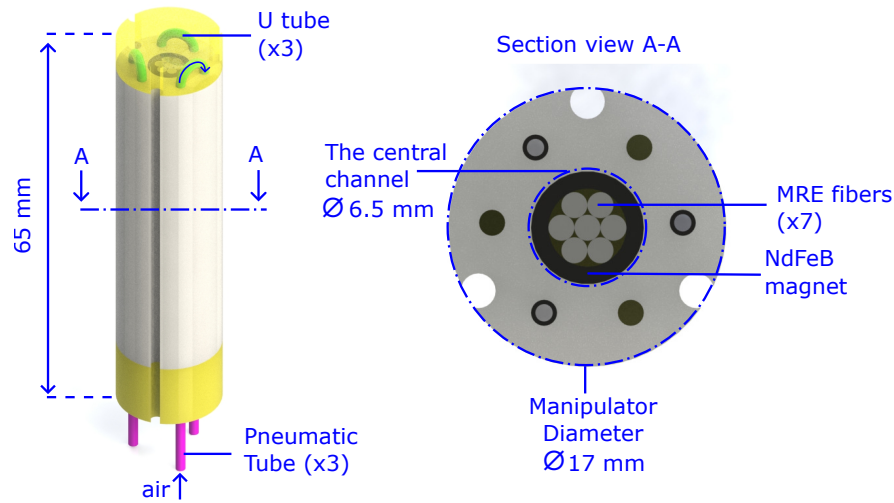 U tube
(x3)
A
A
65 mm
Pneumatic
Tube (x3)
air
Section view A-A
The central
channel
Ø 6.5 mm
MRE fibers
(x7)
NdFeB
magnet
Manipulator
Diameter
Ø 17 mm